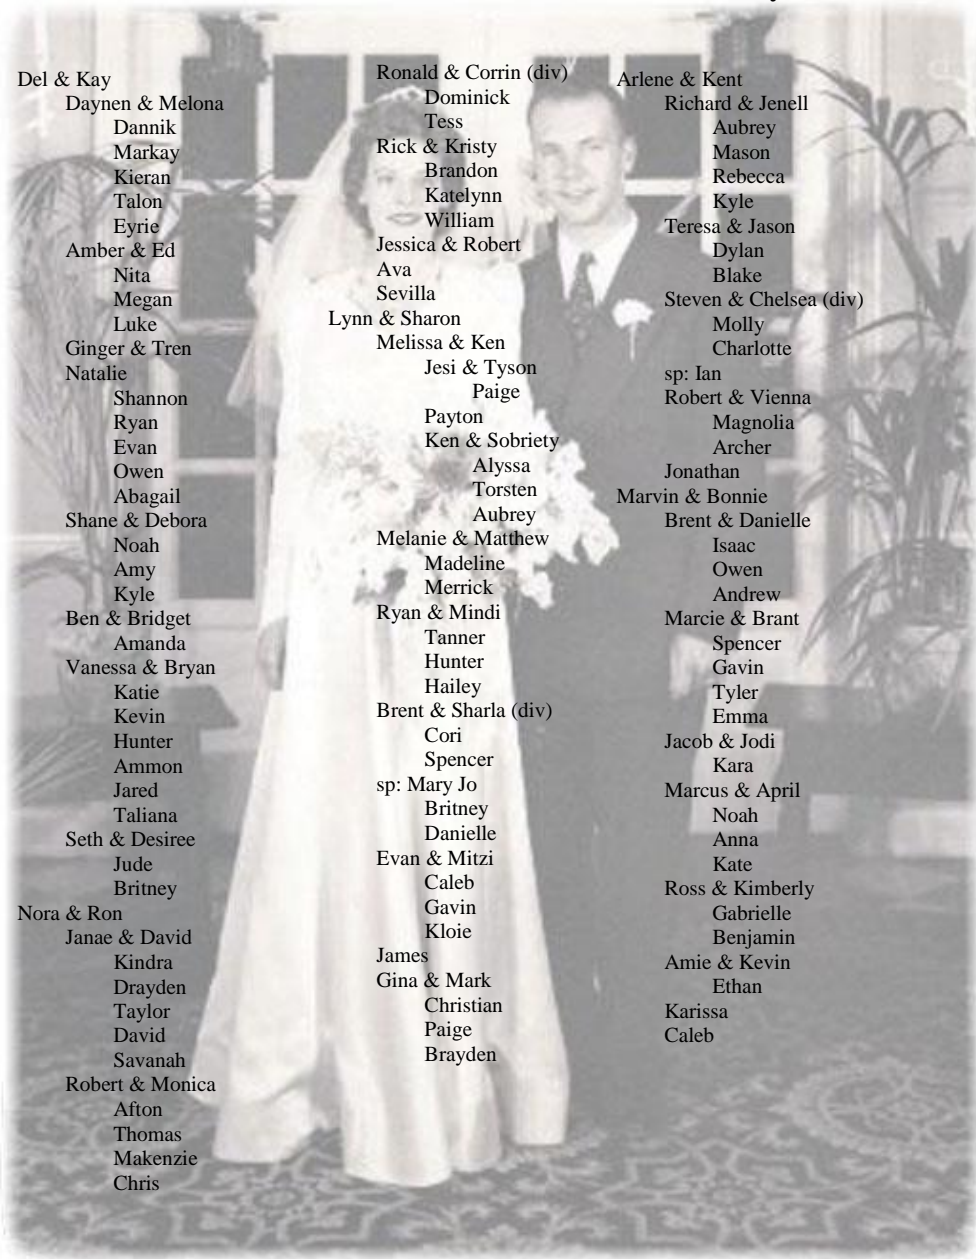 Del & Kay
Daynen & Melona
Dannik
Markay
Kieran
Talon
Eyrie
Amber & Ed
Nita
Megan
Luke
Ginger & Tren
Natalie
Shannon
Ryan
Evan
Owen
Abagail
Shane & Debora
Noah
Amy
Kyle
Ben & Bridget
Amanda
Vanessa & Bryan
Katie
Kevin
Hunter
Ammon
Jared
Taliana
Seth & Desiree
Jude
Britney
Nora & Ron
Janae & David
Kindra
Drayden
Taylor
David
Savanah
Robert & Monica
Afton
Thomas
Makenzie
Chris
Ronald & Corrin (div)
Dominick
Tess
Rick & Kristy
Brandon
Katelynn
William
Jessica & Robert
Ava
Sevilla
Lynn & Sharon
Melissa & Ken
Jesi & Tyson
Paige
Payton
Ken & Sobriety
Alyssa
Torsten
Aubrey
Melanie & Matthew
Madeline
Merrick
Ryan & Mindi
Tanner
Hunter
Hailey
Brent & Sharla (div)
Cori
Spencer
sp: Mary Jo
Britney
Danielle
Evan & Mitzi
Caleb
Gavin
Kloie
James
Gina & Mark
Christian
Paige
Brayden
Arlene & Kent
Richard & Jenell
Aubrey
Mason
Rebecca
Kyle
Teresa & Jason
Dylan
Blake
Steven & Chelsea (div)
Molly
Charlotte
sp: Ian
Robert & Vienna
Magnolia
Archer
Jonathan
Marvin & Bonnie
Brent & Danielle
Isaac
Owen
Andrew
Marcie & Brant
Spencer
Gavin
Tyler
Emma
Jacob & Jodi
Kara
Marcus & April
Noah
Anna
Kate
Ross & Kimberly
Gabrielle
Benjamin
Amie & Kevin
Ethan
Karissa
Caleb